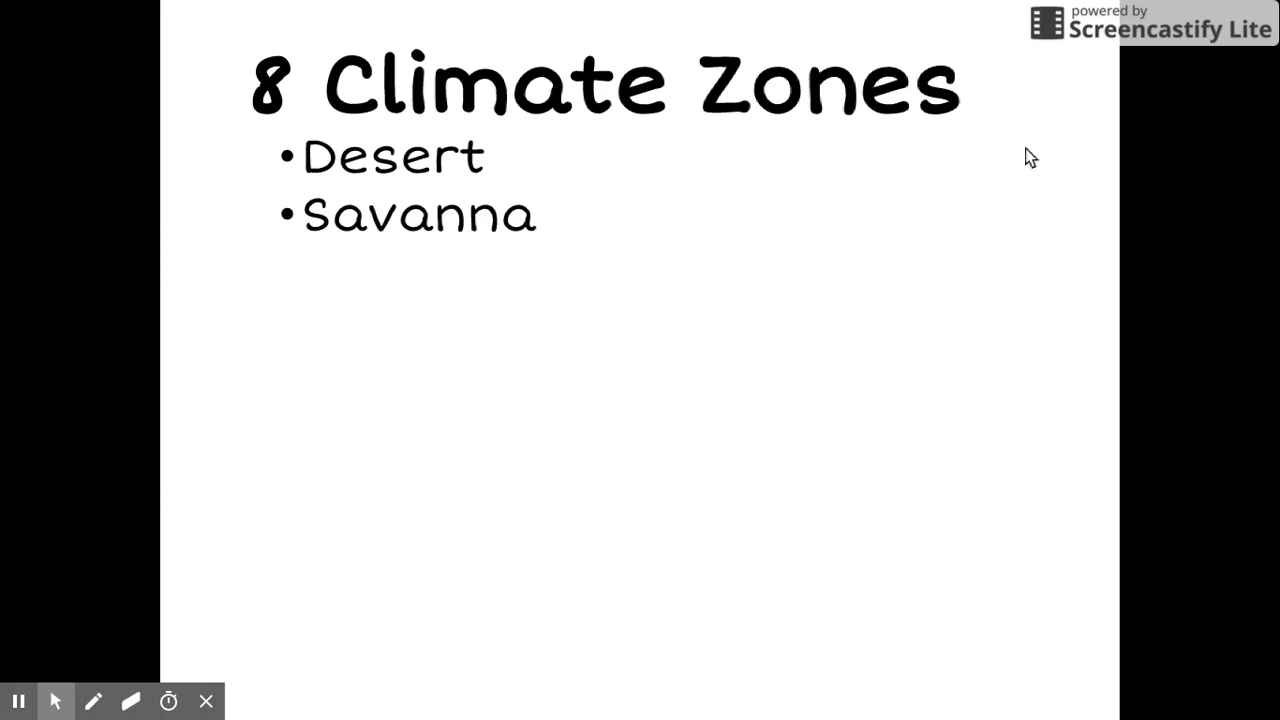 powered by
Screencastify Lite
8 Climate Zones
•Desert
•Savanna